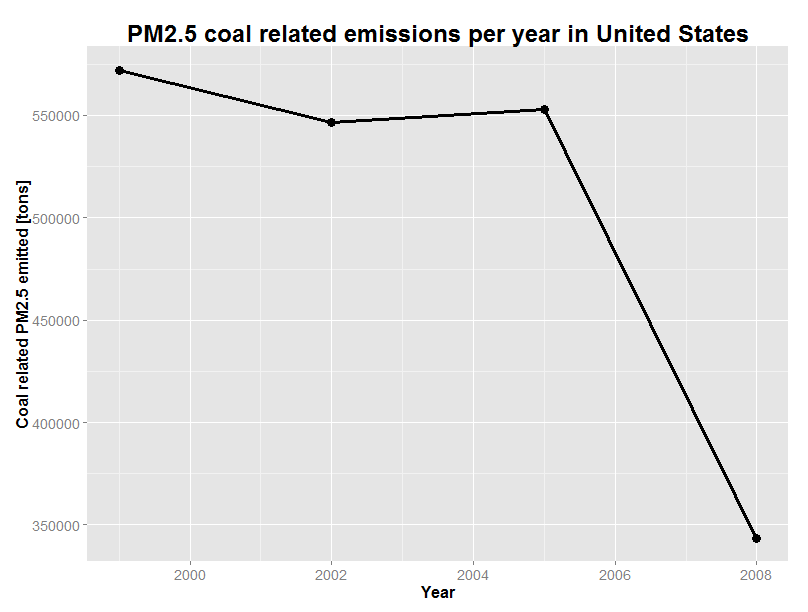 PM2.5 coal related emissions per year in United States
Coal related PM2.5 emitted [tons]
550000
500000
450000
400000
350000
2000 2002 2004 2006 2008
Year